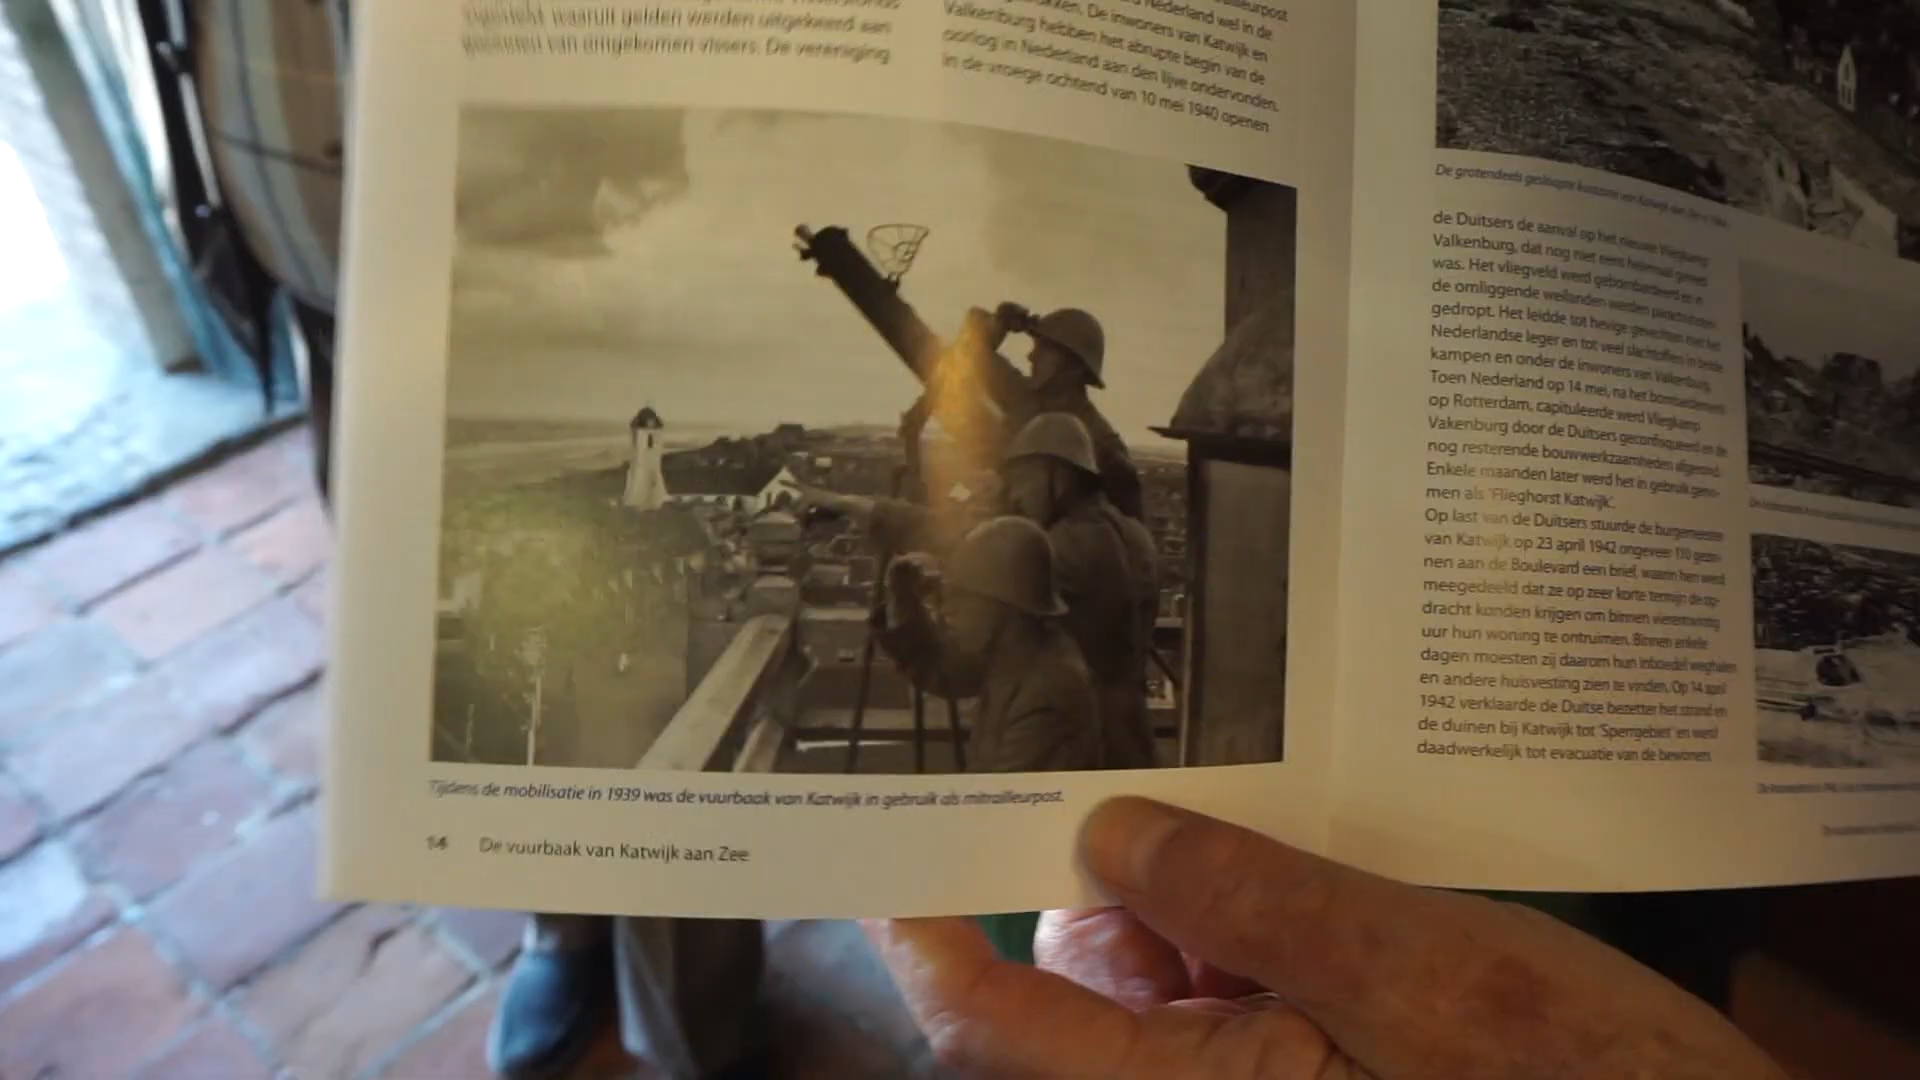 gelden werden uitgekeerd aan
van omgekomen vissers. De vereniging
Nederland wel in de
De inwoners van Katwijk en
Valkenburg hebben het abrupte begin van de
oorlog in Nederland aan den lijve ondervonden.
In de vroege ochtend van 10 mei 1940 openen
Tijdens de mobilisatie in 1939 was de vuurbaak van Katwijk in gebruik als mitrailleurpost.
14 De vuurbaak van Katwijk aan Zee
De grotendeels gesloopte kustzone van Katwijk aan Zee in
de Duitsers de aanval op het nieuwe Vliegkamp
Valkenburg, dat nog niet eens helemaal gereed
was. Het vliegveld werd gebombardeerd en in
de omliggende weilanden werden parachutisten
gedropt. Het leidde tot hevige gevechten met het
Nederlandse leger en tot veel slachtoffers in beide
kampen en onder de inwoners van Valkenburg.
Toen Nederland op 14 mei, na het bombardement
op Rotterdam, capituleerde werd Vliegkamp
Vakenburg door de Duitsers geconfisqueerd en de
nog resterende bouwwerkzaamheden afgerond.
Enkele maanden later werd het in gebruik geno-
men als 'Flieghorst Katwijk'.
Op last van de Duitsers stuurde de burgemeester
van Katwijk op 23 april 1942 ongeveer 110 gezin-
nen aan de Boulevard een brief, waarin hen werd
meegedeeld dat ze op zeer korte termijn de op-
dracht konden krijgen om binnen vierentwintig
uur hun woning te ontruimen. Binnen enkele
dagen moesten zij daarom hun inboedel weghalen
en andere huisvesting zien te vinden. Op 14 april
1942 verklaarde de Duitse bezetter het strand en
de duinen bij Katwijk tot 'Sperrgebiet' en werd
daadwerkelijk tot evacuatie van de bewoners